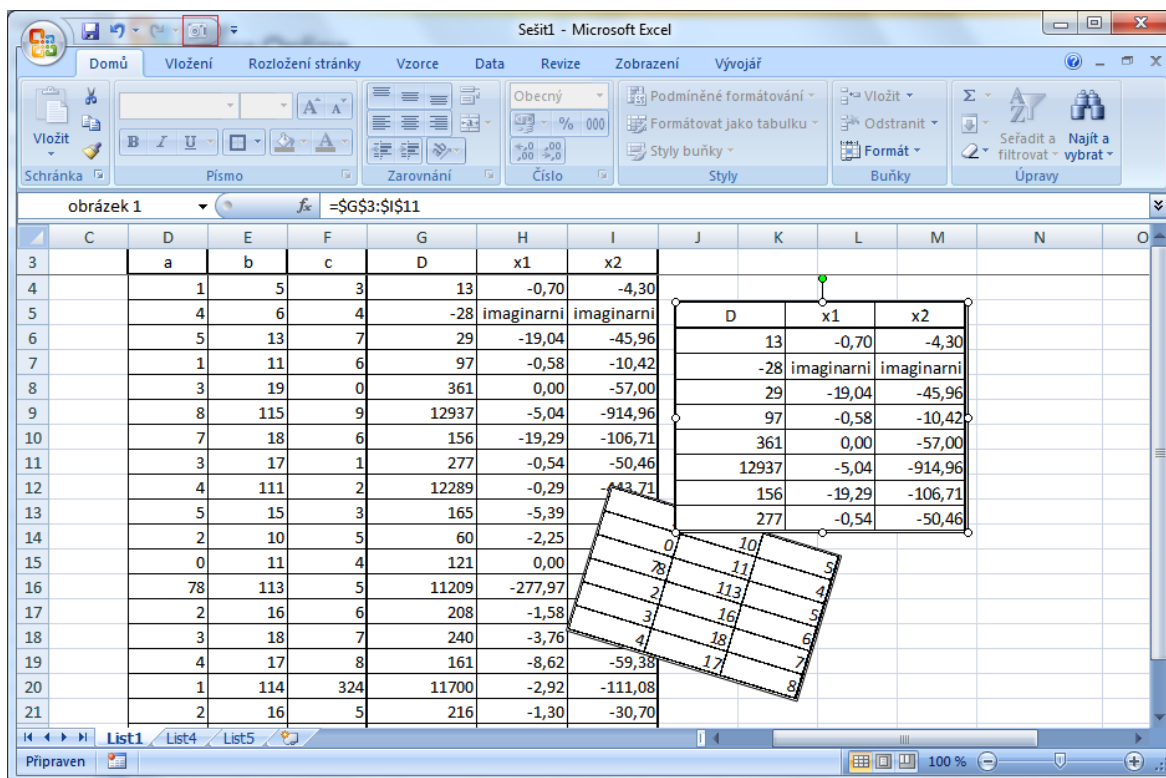 Sešit1 - Microsoft Excel
Domů Vložení Rozložení stránky Vzorce Data Revize Zobrazení Vývojář
Vložit
Schránka
B I U A A A
Písmo
Zarovnání
Obecný
% 000
Číslo
Podmíněné formátování
Formátovat jako tabulku
Styly buňky
Styly
Vložit
Odstranit
Formát
Buňky
Σ
Seřadit a filtrovat
Najít a vybrat
Úpravy
obrázek 1 fx =$G$3:$I$11
C D E F G H I J K L M N O
3 a b c D x1 x2
4 1 5 3 13 -0,70 -4,30
5 4 6 4 -28 imaginarni imaginarni
6 5 13 7 29 -19,04 -45,96
7 1 11 6 97 -0,58 -10,42
8 3 19 0 361 0,00 -57,00
9 8 115 9 12937 -5,04 -914,96
10 7 18 6 156 -19,29 -106,71
11 3 17 1 277 -0,54 -50,46
12 4 111 2 12289 -0,29 -443,71
13 5 15 3 165 -5,39
14 2 10 5 60 -2,25
15 0 11 4 121 0,00
16 78 113 5 11209 -277,97
17 2 16 6 208 -1,58
18 3 18 7 240 -3,76
19 4 17 8 161 -8,62 -59,38
20 1 114 324 11700 -2,92 -111,08
21 2 16 5 216 -1,30 -30,70
D x1 x2
13 -0,70 -4,30
-28 imaginarni imaginarni
29 -19,04 -45,96
97 -0,58 -10,42
361 0,00 -57,00
12937 -5,04 -914,96
156 -19,29 -106,71
277 -0,54 -50,46
0 10 5
78 11 4
2 113 5
3 16 6
4 18 7
17 8
List1 List4 List5
Připraven 100 %